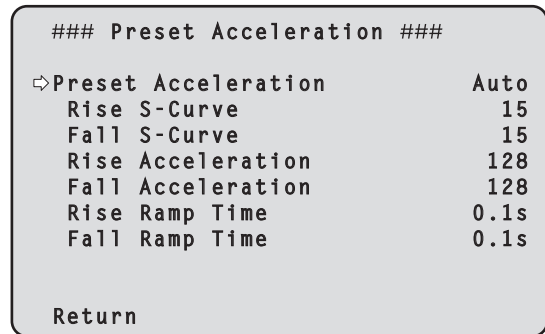 ### Preset Acceleration ###
⇨Preset Acceleration Auto
Rise S-Curve 15
Fall S-Curve 15
Rise Acceleration 128
Fall Acceleration 128
Rise Ramp Time 0.1s
Fall Ramp Time 0.1s
Return